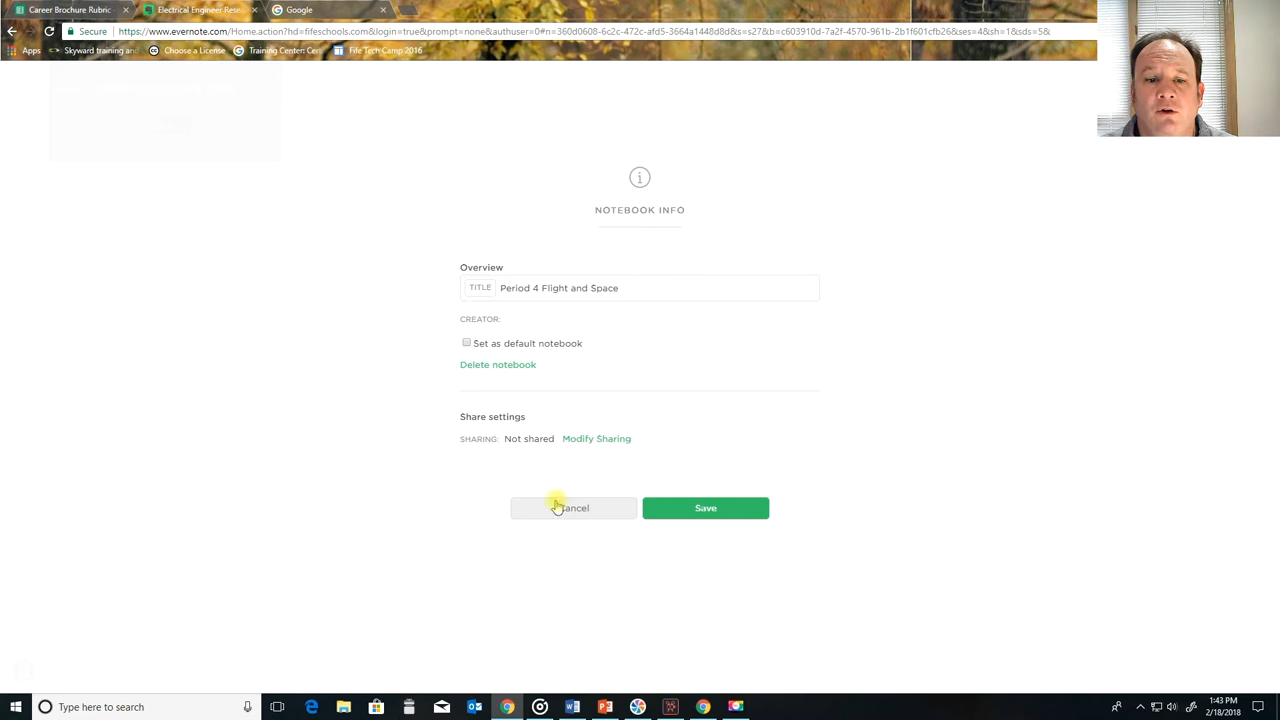 Career Brochure Rubric
Electrical Engineer Rese
Google
Secure
https://www.evernote.com/Home.action?hd=fifeschools.com&login=true&prompt=none&authuser=0#n=360d0608-6c2c-472c-afd5-3664a1448d8d&s=s27&b=c603910d-7a2f-4570-961b-2b1f601cfb26&ses=4&sh=1&sds=5&
Apps
Skyward training and
Choose a License
Training Center: Cer
Fife Tech Camp 2016
NOTEBOOK INFO
Overview
TITLE Period 4 Flight and Space
CREATOR:
Set as default notebook
Delete notebook
Share settings
SHARING: Not shared Modify Sharing
Cancel
Save
Type here to search
1:43 PM
2/18/2018